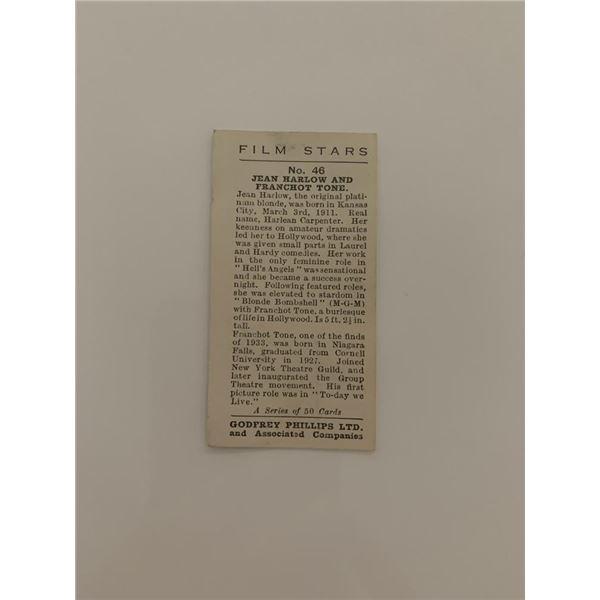 FILM STARS
No. 46
JEAN HARLOW AND
FRANCHOT TONE.
Jean Harlow, the original plati-
num blonde, was born in Kansas
City, March 3rd, 1911. Real
name, Harlean Carpenter. Her
keenness on amateur dramatics
led her to Hollywood, where she
was given small parts in Laurel
and Hardy comedies. Her work
in the only feminine role in
" Hell's Angels " was sensational
and she became a success over-
night. Following featured roles,
she was elevated to stardom in
" Blonde Bombshell " (M-G-M)
with Franchot Tone, a burlesque
of life in Hollywood. Is 5 ft. 2½ in.
tall.
Franchot Tone, one of the finds
of 1933, was born in Niagara
Falls, graduated from Cornell
University in 1927. Joined
New York Theatre Guild, and
later inaugurated the Group
Theatre movement. His first
picture role was in " To-day we
Live."
A Series of 50 Cards
GODFREY PHILLIPS LTD.
and Associated Companies